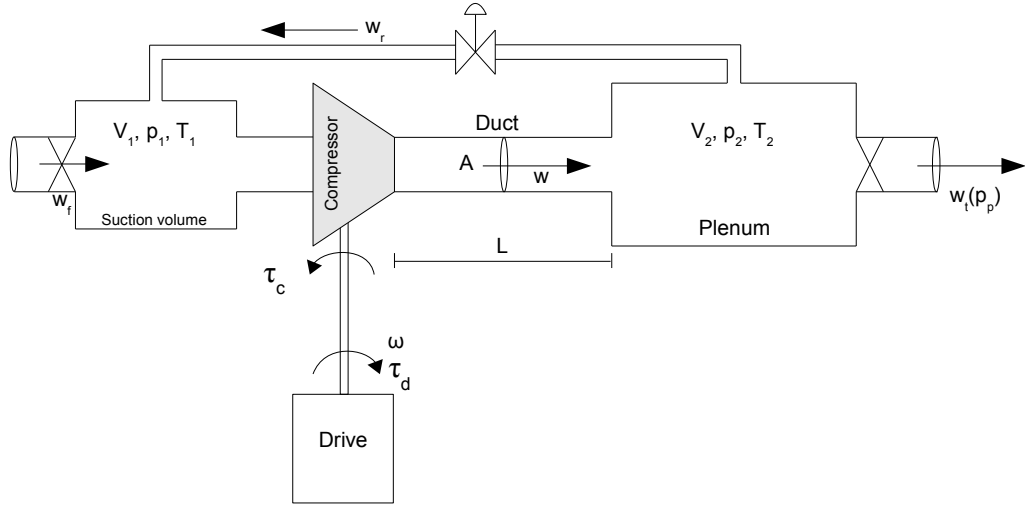 w_r
V_1, p_1, T_1
w_f
Suction volume
Compressor
Duct
A
w
V_2, p_2, T_2
Plenum
w_t(p_p)
L
τ_c
ω
τ_d
Drive